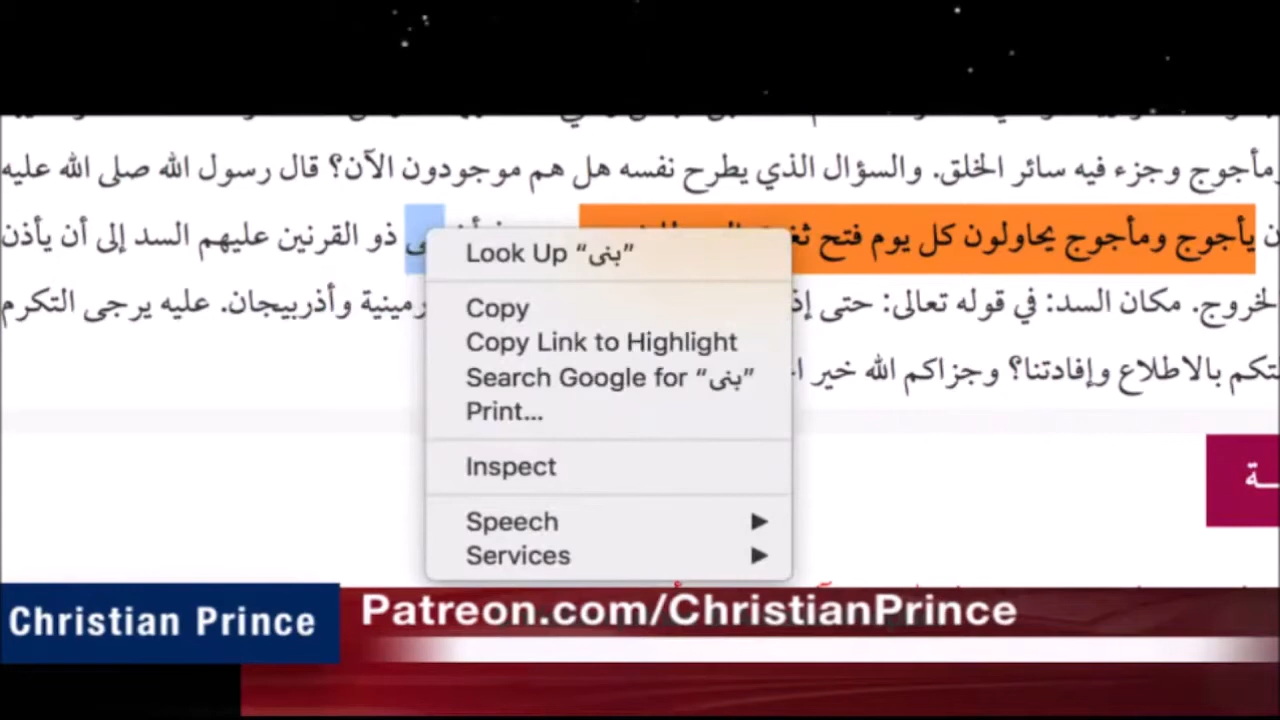 مأجوج وجزء فيه سائر الخلق. والسؤال الذي يطرح نفسه هل هم موجودون الآن؟ قال رسول الله صلى الله عليه
يأجوج ومأجوج يحاولون كل يوم فتح
ذو القرنين عليهم السد إلى أن يأذن
الخروج. مكان السد: في قوله تعالى: حتى
وأذربيجان. عليه يرجى التكرم
بالاطلاع وإفادتنا؟ وجزاكم الله خير
Look Up “بنى”
Copy
Copy Link to Highlight
Search Google for “بنى”
Print...
Inspect
Speech
Services
Christian Prince
Patreon.com/ChristianPrince